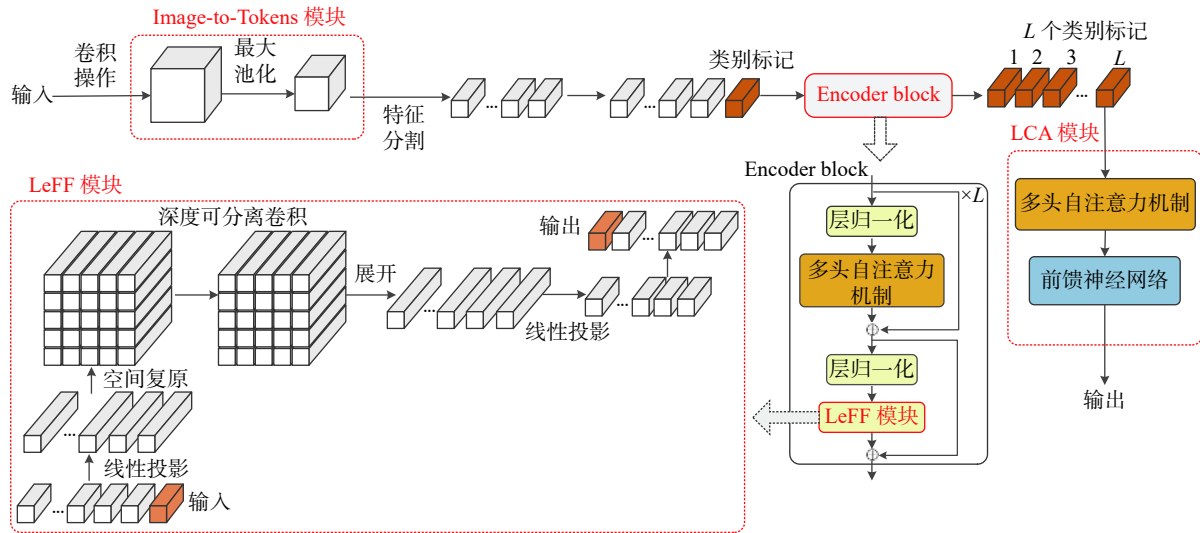 Image-to-Tokens 模块
输入
卷积
操作
最大
池化
特征
分割
...
...
类别标记
Encoder block
L 个类别标记
1 2 3 L
...
LCA 模块
多头自注意力机制
前馈神经网络
输出
Encoder block
×L
层归一化
多头自注意力
机制
层归一化
LeFF 模块
LeFF 模块
深度可分离卷积
展开
...
线性投影
...
输出
...
空间复原
...
线性投影
...
输入